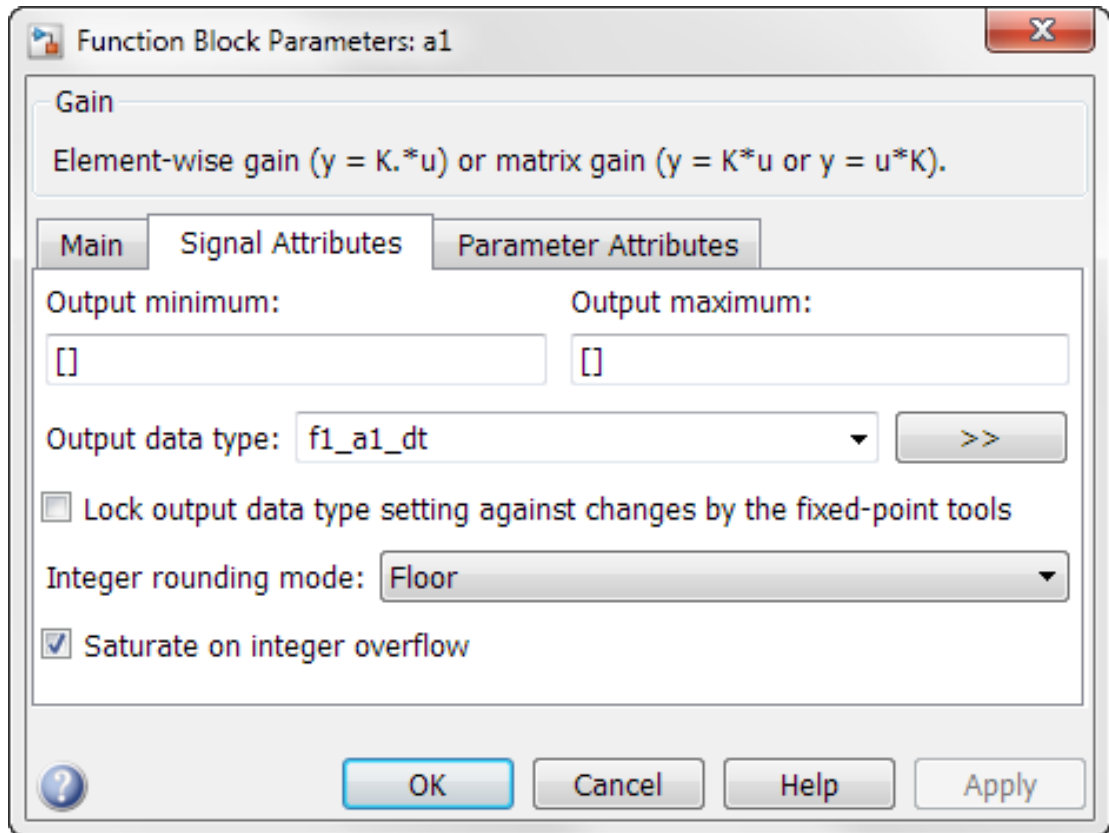 Function Block Parameters: a1
X
Gain
Element-wise gain (y = K.*u) or matrix gain (y = K*u or y = u*K).
Main Signal Attributes Parameter Attributes
Output minimum: Output maximum:
[] []
Output data type: f1_a1_dt >>
Lock output data type setting against changes by the fixed-point tools
Integer rounding mode: Floor
Saturate on integer overflow
? OK Cancel Help Apply